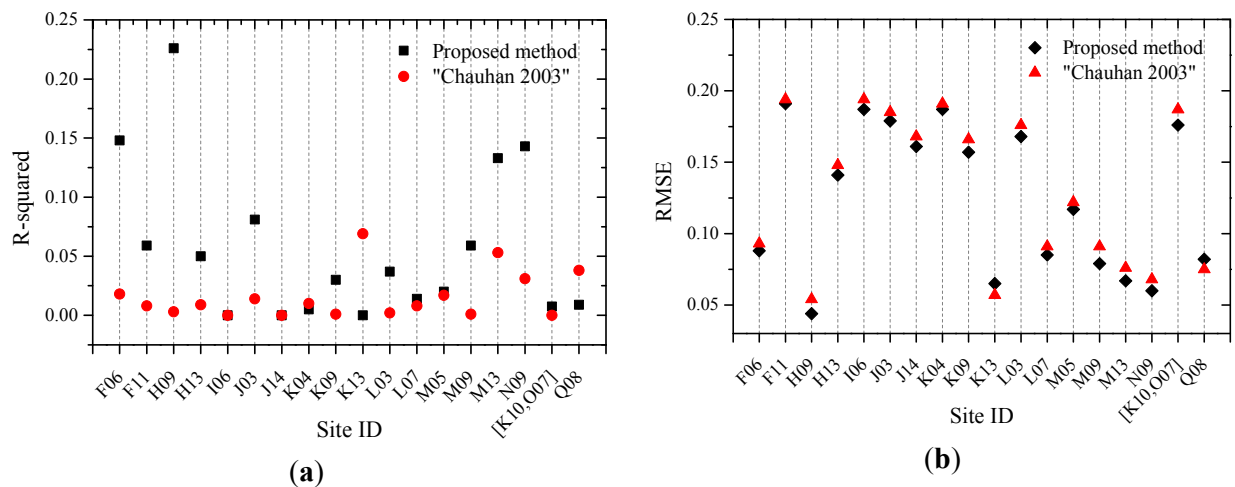 0.25
0.20
0.15
0.10
0.05
0.00
R-squared
Proposed method
"Chauhan 2003"
F06
F11
H09
H13
I06
J03
J14
K04
K09
K13
L03
L07
M05
M09
M13
N09
[K10,O07]
Q08
Site ID
(a)
0.25
0.20
0.15
0.10
0.05
RMSE
Proposed method
"Chauhan 2003"
F06
F11
H09
H13
I06
J03
J14
K04
K09
K13
L03
L07
M05
M09
M13
N09
[K10,O07]
Q08
Site ID
(b)